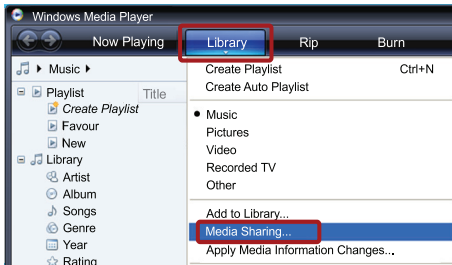 Windows Media Player
Now Playing Library Rip Burn
Music
Create Playlist Ctrl+N
Create Auto Playlist
Playlist Title
Create Playlist
Favour
New
Library
Artist
Album
Songs
Genre
Year
Rating
Music
Pictures
Video
Recorded TV
Other
Add to Library...
Media Sharing...
Apply Media Information Changes...